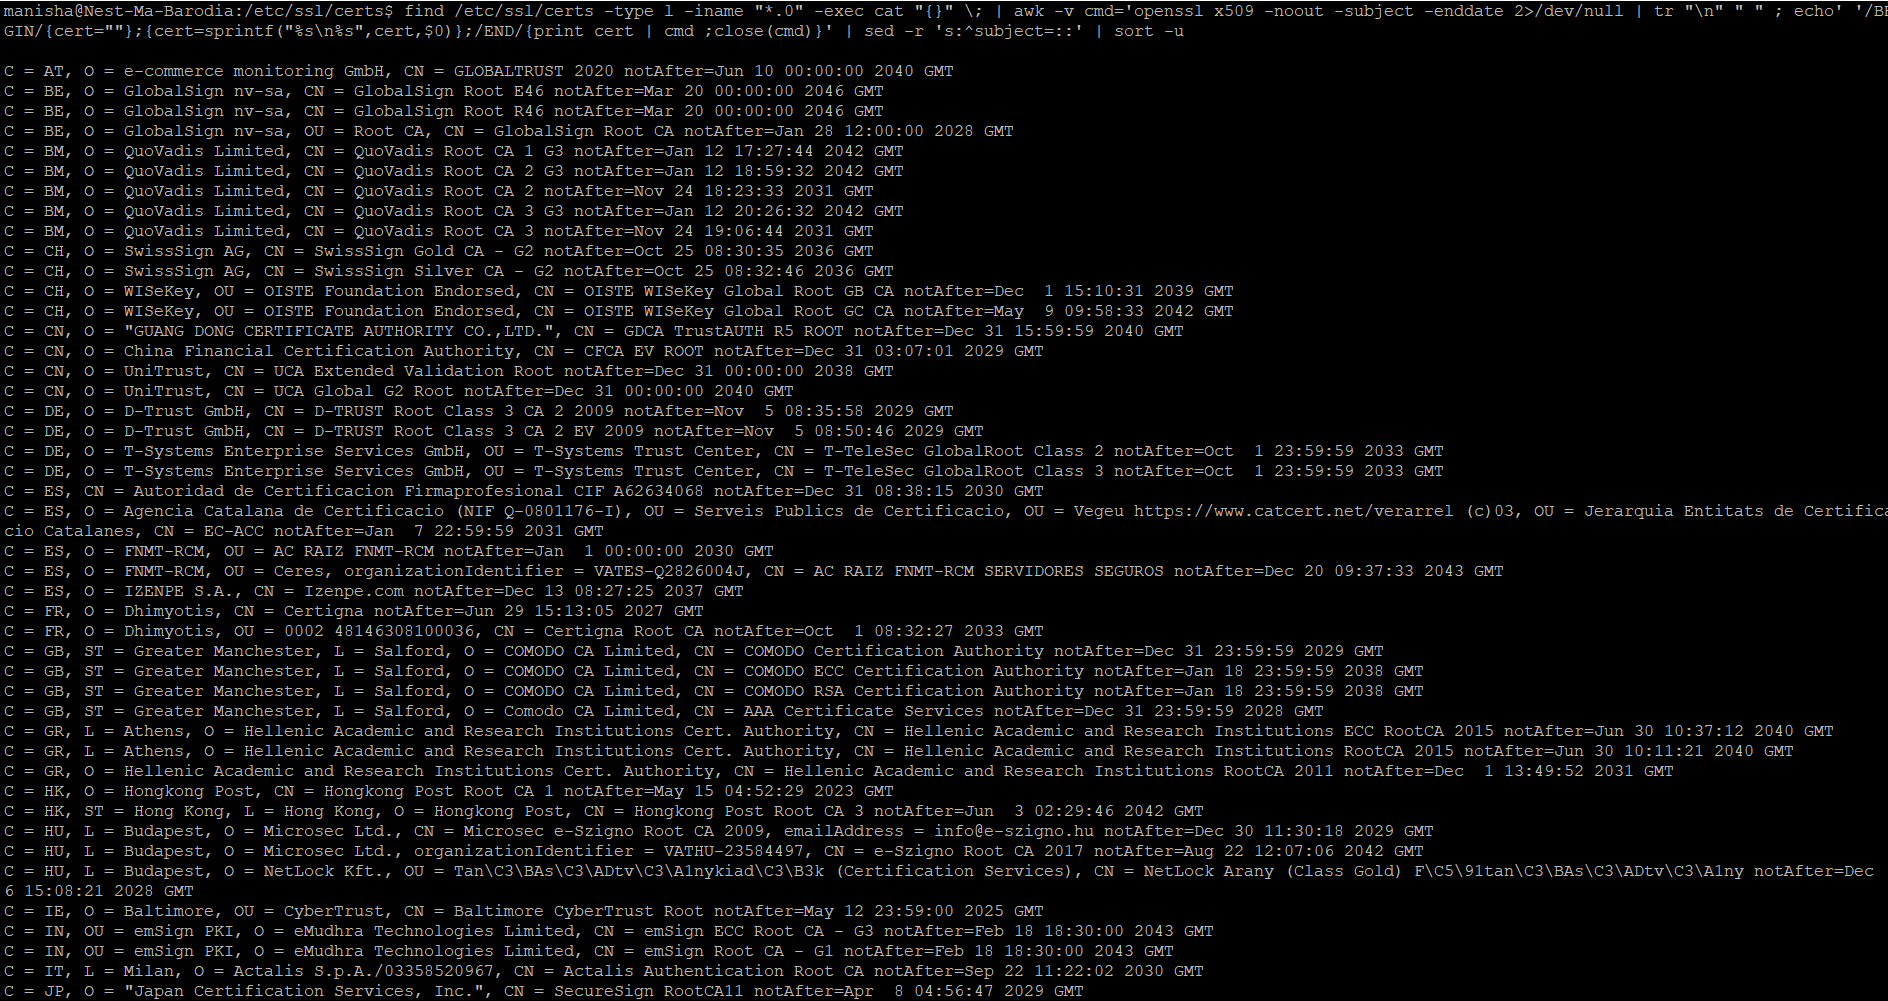 manisha@Nest-Ma-Barodia:/etc/ssl/certs$ find /etc/ssl/certs -type l -iname "*.0" -exec cat "{}" \; | awk -v cmd='openssl x509 -noout -subject -enddate 2>/dev/null | tr "\n" " " ; echo' '/BE
GIN/{cert=""};{cert=sprintf("%s\n%s",cert,$0)};/END/{print cert | cmd ;close(cmd)}' | sed -r 's:^subject=::' | sort -u
C = AT, O = e-commerce monitoring GmbH, CN = GLOBALTRUST 2020 notAfter=Jun 10 00:00:00 2040 GMT
C = BE, O = GlobalSign nv-sa, CN = GlobalSign Root E46 notAfter=Mar 20 00:00:00 2046 GMT
C = BE, O = GlobalSign nv-sa, CN = GlobalSign Root R46 notAfter=Mar 20 00:00:00 2046 GMT
C = BE, O = GlobalSign nv-sa, OU = Root CA, CN = GlobalSign Root CA notAfter=Jan 28 12:00:00 2028 GMT
C = BM, O = QuoVadis Limited, CN = QuoVadis Root CA 1 G3 notAfter=Jan 12 17:27:44 2042 GMT
C = BM, O = QuoVadis Limited, CN = QuoVadis Root CA 2 G3 notAfter=Jan 12 18:59:32 2042 GMT
C = BM, O = QuoVadis Limited, CN = QuoVadis Root CA 2 notAfter=Nov 24 18:23:33 2031 GMT
C = BM, O = QuoVadis Limited, CN = QuoVadis Root CA 3 G3 notAfter=Jan 12 20:26:32 2042 GMT
C = BM, O = QuoVadis Limited, CN = QuoVadis Root CA 3 notAfter=Nov 24 19:06:44 2031 GMT
C = CH, O = SwissSign AG, CN = SwissSign Gold CA - G2 notAfter=Oct 25 08:30:35 2036 GMT
C = CH, O = SwissSign AG, CN = SwissSign Silver CA - G2 notAfter=Oct 25 08:32:46 2036 GMT
C = CH, O = WISeKey, OU = OISTE Foundation Endorsed, CN = OISTE WISeKey Global Root GB CA notAfter=Dec  1 15:10:31 2039 GMT
C = CH, O = WISeKey, OU = OISTE Foundation Endorsed, CN = OISTE WISeKey Global Root GC CA notAfter=May  9 09:58:33 2042 GMT
C = CN, O = "GUANG DONG CERTIFICATE AUTHORITY CO.,LTD.", CN = GDCA TrustAUTH R5 ROOT notAfter=Dec 31 15:59:59 2040 GMT
C = CN, O = China Financial Certification Authority, CN = CFCA EV ROOT notAfter=Dec 31 03:07:01 2029 GMT
C = CN, O = UniTrust, CN = UCA Extended Validation Root notAfter=Dec 31 00:00:00 2038 GMT
C = CN, O = UniTrust, CN = UCA Global G2 Root notAfter=Dec 31 00:00:00 2040 GMT
C = DE, O = D-Trust GmbH, CN = D-TRUST Root Class 3 CA 2 2009 notAfter=Nov  5 08:35:58 2029 GMT
C = DE, O = D-Trust GmbH, CN = D-TRUST Root Class 3 CA 2 EV 2009 notAfter=Nov  5 08:50:46 2029 GMT
C = DE, O = T-Systems Enterprise Services GmbH, OU = T-Systems Trust Center, CN = T-TeleSec GlobalRoot Class 2 notAfter=Oct  1 23:59:59 2033 GMT
C = DE, O = T-Systems Enterprise Services GmbH, OU = T-Systems Trust Center, CN = T-TeleSec GlobalRoot Class 3 notAfter=Oct  1 23:59:59 2033 GMT
C = ES, CN = Autoridad de Certificacion Firmaprofesional CIF A62634068 notAfter=Dec 31 08:38:15 2030 GMT
C = ES, O = Agencia Catalana de Certificacio (NIF Q-0801176-I), OU = Serveis Publics de Certificacio, OU = Vegeu https://www.catcert.net/verarrel (c)03, OU = Jerarquia Entitats de Certifica
cio Catalanes, CN = EC-ACC notAfter=Jan  7 22:59:59 2031 GMT
C = ES, O = FNMT-RCM, OU = AC RAIZ FNMT-RCM notAfter=Jan  1 00:00:00 2030 GMT
C = ES, O = FNMT-RCM, OU = Ceres, organizationIdentifier = VATES-Q2826004J, CN = AC RAIZ FNMT-RCM SERVIDORES SEGUROS notAfter=Dec 20 09:37:33 2043 GMT
C = ES, O = IZENPE S.A., CN = Izenpe.com notAfter=Dec 13 08:27:25 2037 GMT
C = FR, O = Dhimyotis, CN = Certigna notAfter=Jun 29 15:13:05 2027 GMT
C = FR, O = Dhimyotis, OU = 0002 48146308100036, CN = Certigna Root CA notAfter=Oct  1 08:32:27 2033 GMT
C = GB, ST = Greater Manchester, L = Salford, O = COMODO CA Limited, CN = COMODO Certification Authority notAfter=Dec 31 23:59:59 2029 GMT
C = GB, ST = Greater Manchester, L = Salford, O = COMODO CA Limited, CN = COMODO ECC Certification Authority notAfter=Jan 18 23:59:59 2038 GMT
C = GB, ST = Greater Manchester, L = Salford, O = COMODO CA Limited, CN = COMODO RSA Certification Authority notAfter=Jan 18 23:59:59 2038 GMT
C = GB, ST = Greater Manchester, L = Salford, O = Comodo CA Limited, CN = AAA Certificate Services notAfter=Dec 31 23:59:59 2028 GMT
C = GR, L = Athens, O = Hellenic Academic and Research Institutions Cert. Authority, CN = Hellenic Academic and Research Institutions ECC RootCA 2015 notAfter=Jun 30 10:37:12 2040 GMT
C = GR, L = Athens, O = Hellenic Academic and Research Institutions Cert. Authority, CN = Hellenic Academic and Research Institutions RootCA 2015 notAfter=Jun 30 10:11:21 2040 GMT
C = GR, O = Hellenic Academic and Research Institutions Cert. Authority, CN = Hellenic Academic and Research Institutions RootCA 2011 notAfter=Dec  1 13:49:52 2031 GMT
C = HK, O = Hongkong Post, CN = Hongkong Post Root CA 1 notAfter=May 15 04:52:29 2023 GMT
C = HK, ST = Hong Kong, L = Hong Kong, O = Hongkong Post, CN = Hongkong Post Root CA 3 notAfter=Jun  3 02:29:46 2042 GMT
C = HU, L = Budapest, O = Microsec Ltd., CN = Microsec e-Szigno Root CA 2009, emailAddress = info@e-szigno.hu notAfter=Dec 30 11:30:18 2029 GMT
C = HU, L = Budapest, O = Microsec Ltd., organizationIdentifier = VATHU-23584497, CN = e-Szigno Root CA 2017 notAfter=Aug 22 12:07:06 2042 GMT
C = HU, L = Budapest, O = NetLock Kft., OU = Tan\C3\BAs\C3\ADtv\C3\A1nykiad\C3\B3k (Certification Services), CN = NetLock Arany (Class Gold) F\C5\91tan\C3\BAs\C3\ADtv\C3\A1ny notAfter=Dec
6 15:08:21 2028 GMT
C = IE, O = Baltimore, OU = CyberTrust, CN = Baltimore CyberTrust Root notAfter=May 12 23:59:00 2025 GMT
C = IN, OU = emSign PKI, O = eMudhra Technologies Limited, CN = emSign ECC Root CA - G3 notAfter=Feb 18 18:30:00 2043 GMT
C = IN, OU = emSign PKI, O = eMudhra Technologies Limited, CN = emSign Root CA - G1 notAfter=Feb 18 18:30:00 2043 GMT
C = IT, L = Milan, O = Actalis S.p.A./03358520967, CN = Actalis Authentication Root CA notAfter=Sep 22 11:22:02 2030 GMT
C = JP, O = "Japan Certification Services, Inc.", CN = SecureSign RootCA11 notAfter=Apr  8 04:56:47 2029 GMT